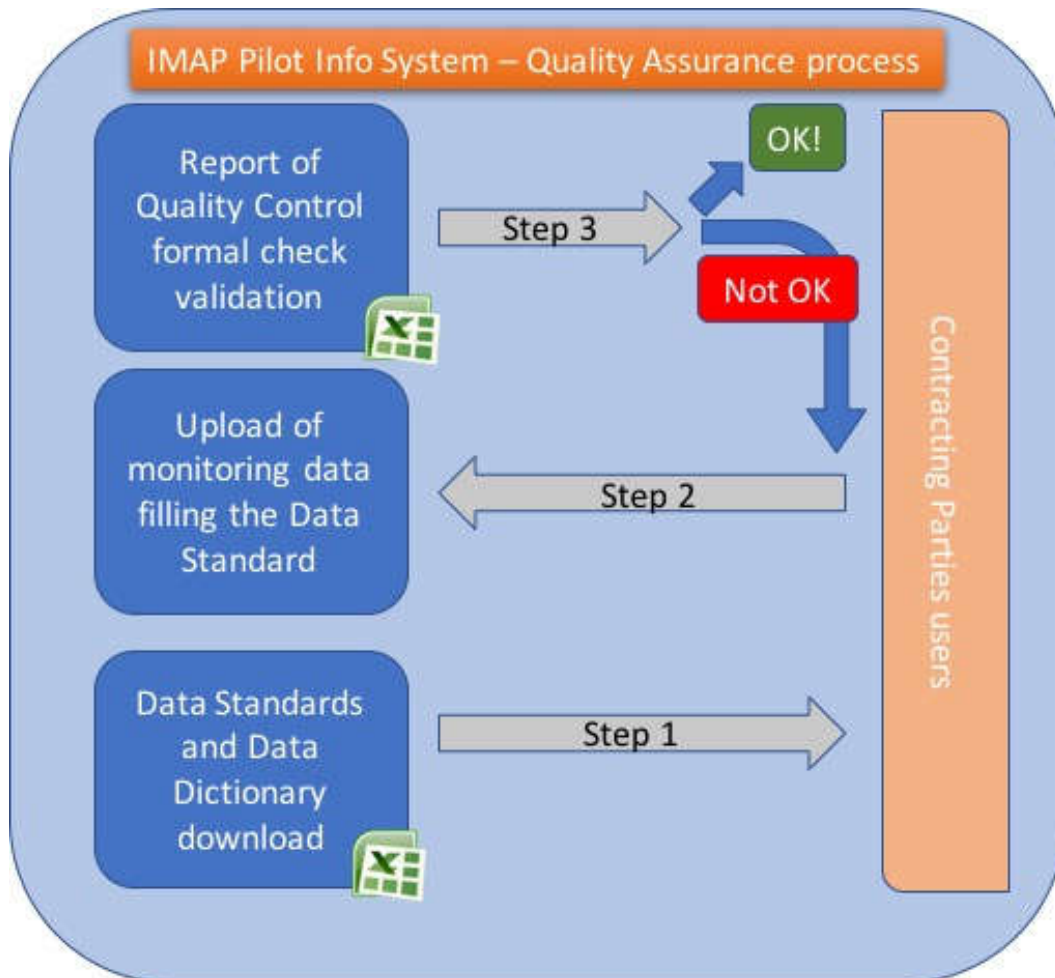 IMAP Pilot Info System – Quality Assurance process
Report of
Quality Control
formal check
validation
Step 3
OK!
Not OK
Upload of
monitoring data
filling the Data
Standard
Step 2
Data Standards
and Data
Dictionary
download
Step 1
Contracting Parties users